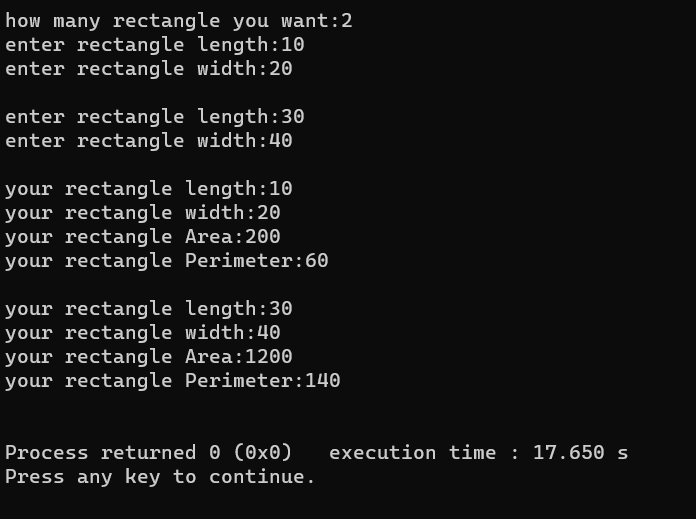 how many rectangle you want:2
enter rectangle length:10
enter rectangle width:20
enter rectangle length:30
enter rectangle width:40
your rectangle length:10
your rectangle width:20
your rectangle Area:200
your rectangle Perimeter:60
your rectangle length:30
your rectangle width:40
your rectangle Area:1200
your rectangle Perimeter:140
Process returned 0 (0x0)   execution time : 17.650 s
Press any key to continue.